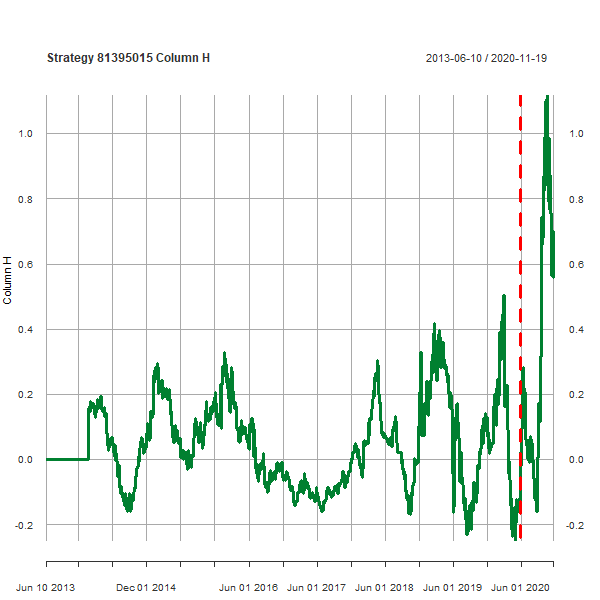 Strategy 81395015 Column H
2013-06-10 / 2020-11-19
Column H
1.0
0.8
0.6
0.4
0.2
0.0
-0.2
1.0
0.8
0.6
0.4
0.2
0.0
-0.2
Jun 10 2013
Dec 01 2014
Jun 01 2016
Jun 01 2017
Jun 01 2018
Jun 01 2019
Jun 01 2020